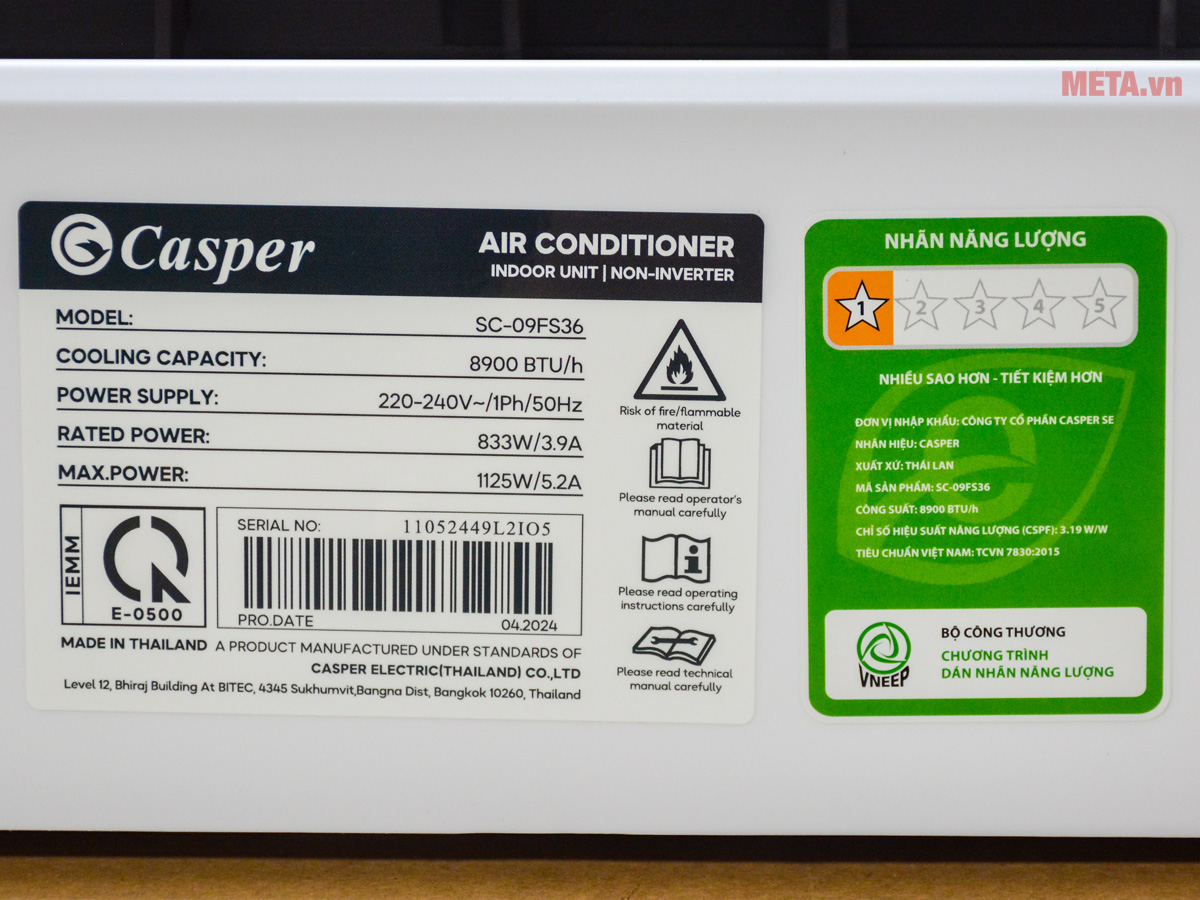 META.vn
Casper
AIR CONDITIONER
INDOOR UNIT | NON-INVERTER
MODEL: SC-09FS36
COOLING CAPACITY: 8900 BTU/h
POWER SUPPLY: 220-240V~/1Ph/50Hz
RATED POWER: 833W/3.9A
MAX.POWER: 1125W/5.2A
IEMM
E-0500
SERIAL NO: 11052449L2IO5
PRO.DATE 04.2024
MADE IN THAILAND A PRODUCT MANUFACTURED UNDER STANDARDS OF
CASPER ELECTRIC(THAILAND) CO.,LTD
Level 12, Bhiraj Building At BITEC, 4345 Sukhumvit,Bangna Dist, Bangkok 10260, Thailand
Risk of fire/flammable
material
Please read operator's
manual carefully
Please read operating
instructions carefully
Please read technical
manual carefully
NHÃN NĂNG LƯỢNG
1 2 3 4 5
NHIỀU SAO HƠN - TIẾT KIỆM HƠN
ĐƠN VỊ NHẬP KHẨU: CÔNG TY CỔ PHẦN CASPER SE
NHÃN HIỆU: CASPER
XUẤT XỨ: THÁI LAN
MÃ SẢN PHẨM: SC-09FS36
CÔNG SUẤT: 8900 BTU/h
CHỈ SỐ HIỆU SUẤT NĂNG LƯỢNG (CSPF): 3.19 W/W
TIÊU CHUẨN VIỆT NAM: TCVN 7830:2015
VNEEP
BỘ CÔNG THƯƠNG
CHƯƠNG TRÌNH
DÁN NHÃN NĂNG LƯỢNG